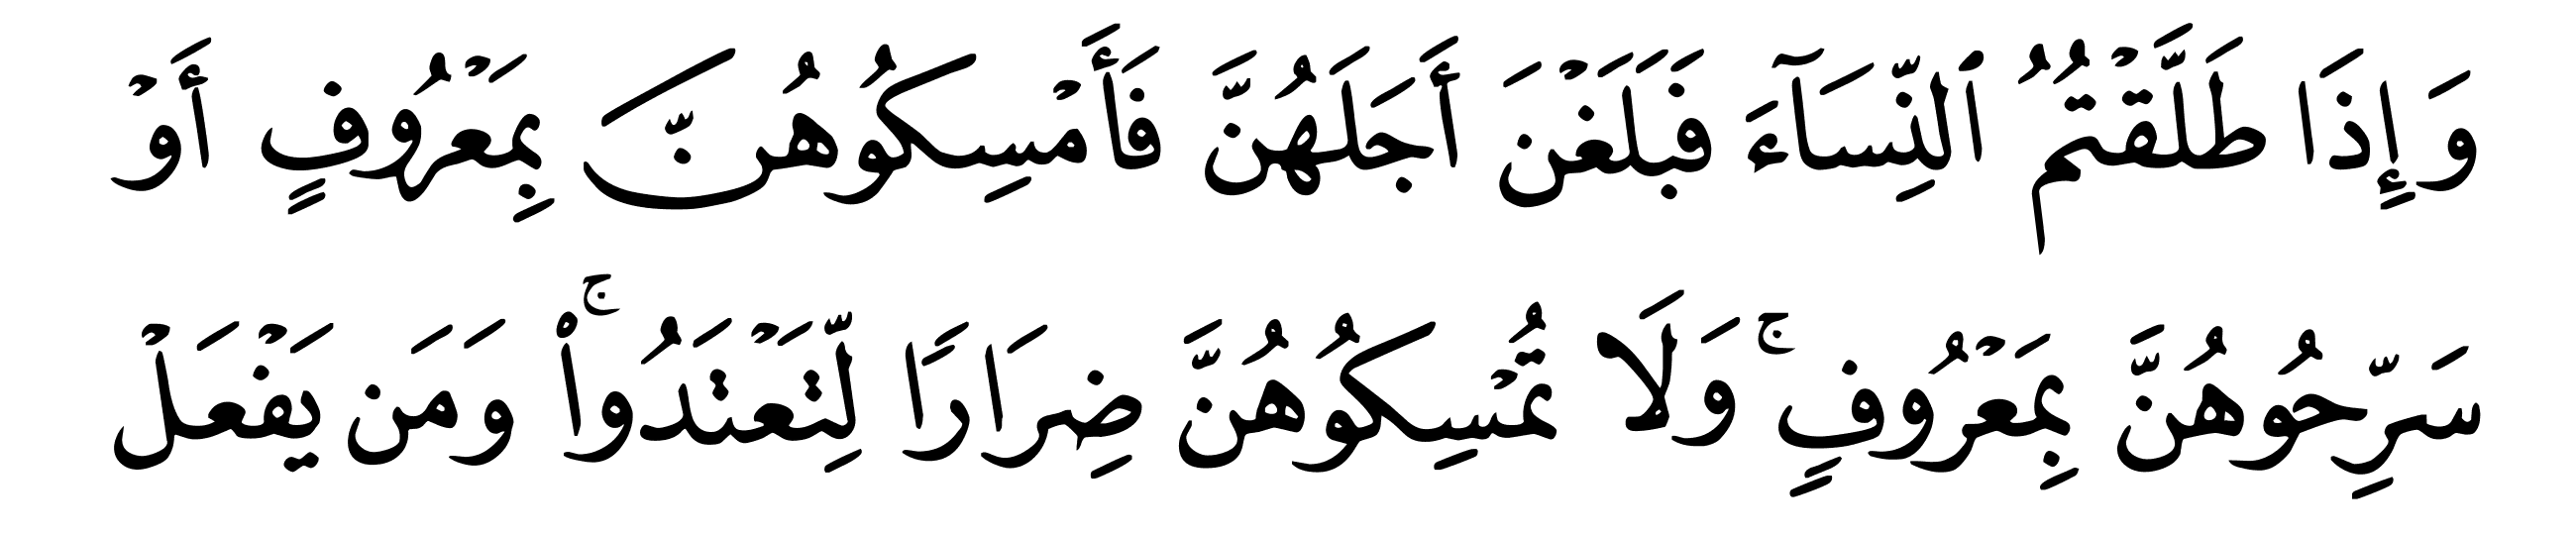 وَإِذَا طَلَّقۡتُمُ ٱلنِّسَآءَ فَبَلَغۡنَ أَجَلَهُنَّ فَأَمۡسِكُوهُنَّ بِمَعۡرُوفٍ أَوۡ
سَرِّحُوهُنَّ بِمَعۡرُوفٖۚ وَلَا تُمۡسِكُوهُنَّ ضِرَارٗا لِّتَعۡتَدُواْۚ وَمَن يَفۡعَلۡ